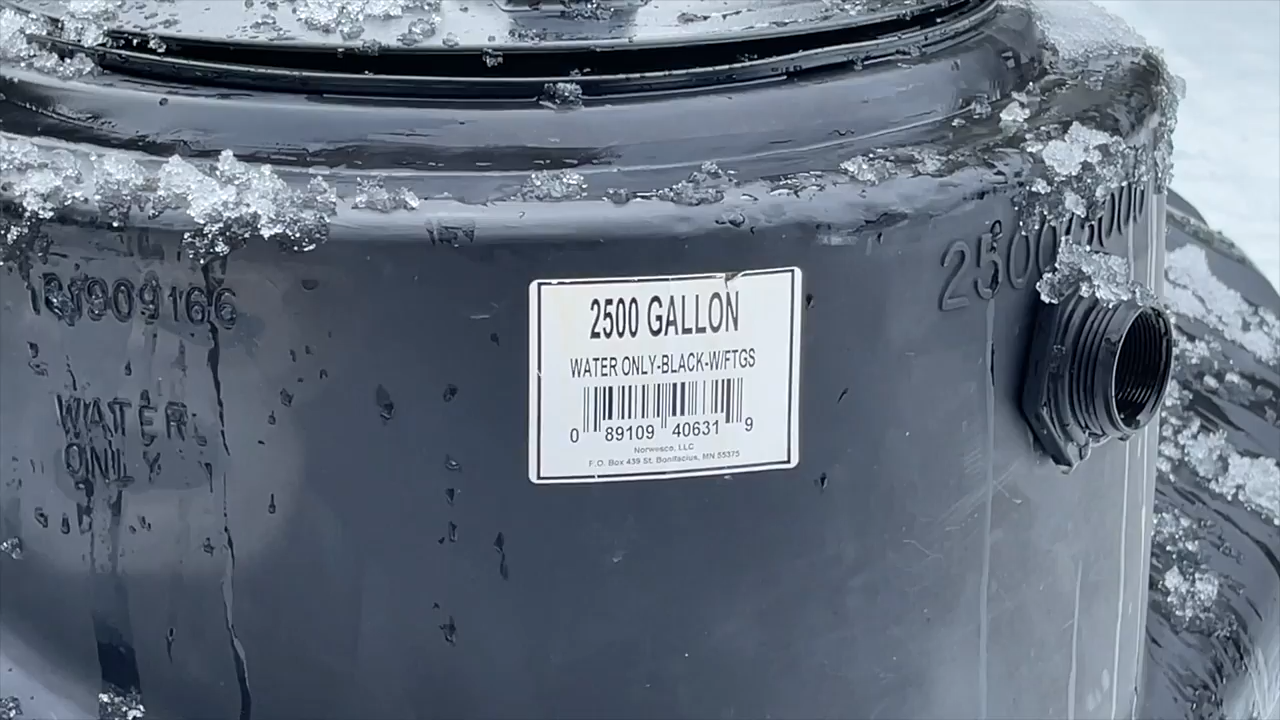 2500 GALLON
WATER ONLY-BLACK-W/FTGS
0 89109 40631 9
Norwesco, LLC
P.O. Box 439 St. Bonifacius, MN 55375
WATER
ONLY
2500